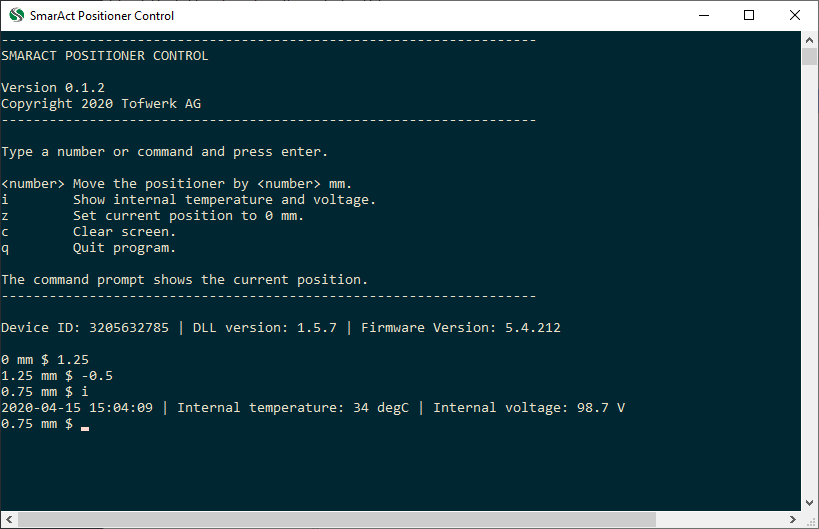 SmarAct Positioner Control
-------------------------------------------------------------------
SMARACT POSITIONER CONTROL
Version 0.1.2
Copyright 2020 Tofwerk AG
-------------------------------------------------------------------
Type a number or command and press enter.
<number> Move the positioner by <number> mm.
i        Show internal temperature and voltage.
z        Set current position to 0 mm.
c        Clear screen.
q        Quit program.
The command prompt shows the current position.
-------------------------------------------------------------------
Device ID: 3205632785 | DLL version: 1.5.7 | Firmware Version: 5.4.212
0 mm $ 1.25
1.25 mm $ -0.5
0.75 mm $ i
2020-04-15 15:04:09 | Internal temperature: 34 degC | Internal voltage: 98.7 V
0.75 mm $ _